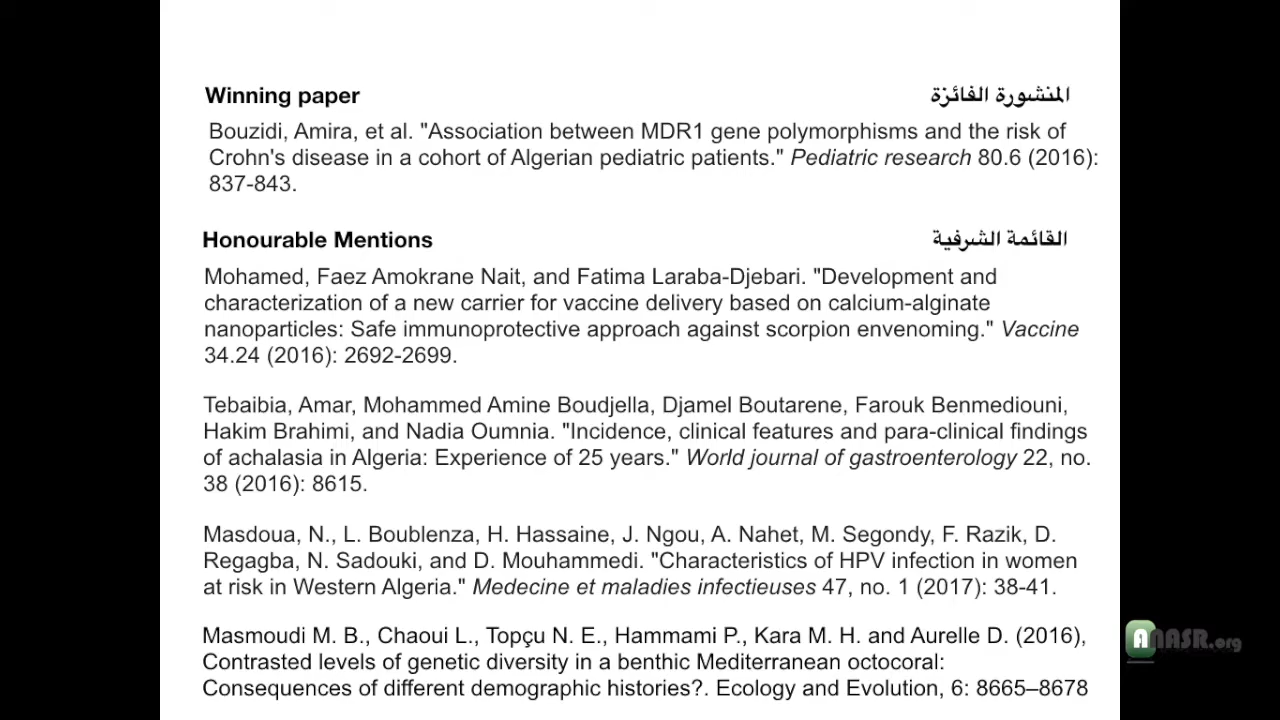 Winning paper المنشورة الفائزة
Bouzidi, Amira, et al. "Association between MDR1 gene polymorphisms and the risk of
Crohn's disease in a cohort of Algerian pediatric patients." Pediatric research 80.6 (2016):
837-843.
Honourable Mentions القائمة الشرفية
Mohamed, Faez Amokrane Nait, and Fatima Laraba-Djebari. "Development and
characterization of a new carrier for vaccine delivery based on calcium-alginate
nanoparticles: Safe immunoprotective approach against scorpion envenoming." Vaccine
34.24 (2016): 2692-2699.
Tebaibia, Amar, Mohammed Amine Boudjella, Djamel Boutarene, Farouk Benmediouni,
Hakim Brahimi, and Nadia Oumnia. "Incidence, clinical features and para-clinical findings
of achalasia in Algeria: Experience of 25 years." World journal of gastroenterology 22, no.
38 (2016): 8615.
Masdoua, N., L. Boublenza, H. Hassaine, J. Ngou, A. Nahet, M. Segondy, F. Razik, D.
Regagba, N. Sadouki, and D. Mouhammedi. "Characteristics of HPV infection in women
at risk in Western Algeria." Medecine et maladies infectieuses 47, no. 1 (2017): 38-41.
Masmoudi M. B., Chaoui L., Topçu N. E., Hammami P., Kara M. H. and Aurelle D. (2016),
Contrasted levels of genetic diversity in a benthic Mediterranean octocoral:
Consequences of different demographic histories?. Ecology and Evolution, 6: 8665–8678
ANASR.org